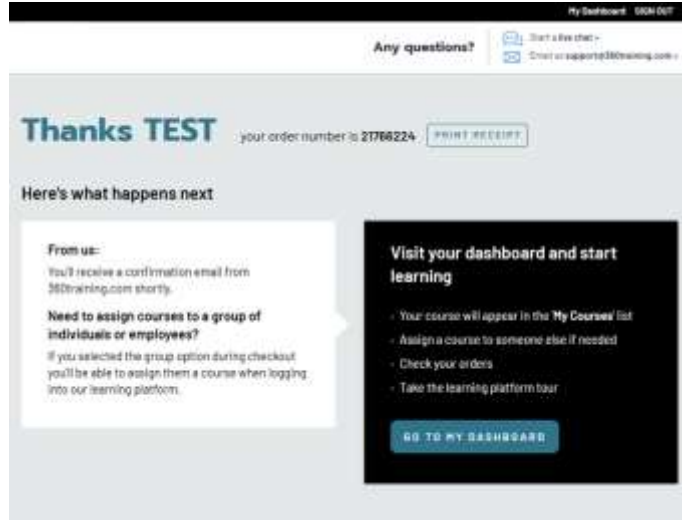 My Dashboard SIGN OUT
Any questions?
Start a live chat >
Email us support@360training.com >
Thanks TEST
your order number is 21766224
PRINT RECEIPT
Here's what happens next
From us:
You'll receive a confirmation email from
360training.com shortly.
Need to assign courses to a group of
individuals or employees?
If you selected the group option during checkout
you'll be able to assign them a course when logging
into our learning platform.
Visit your dashboard and start
learning
- Your course will appear in the 'My Courses' list
- Assign a course to someone else if needed
- Check your orders
- Take the learning platform tour
GO TO MY DASHBOARD